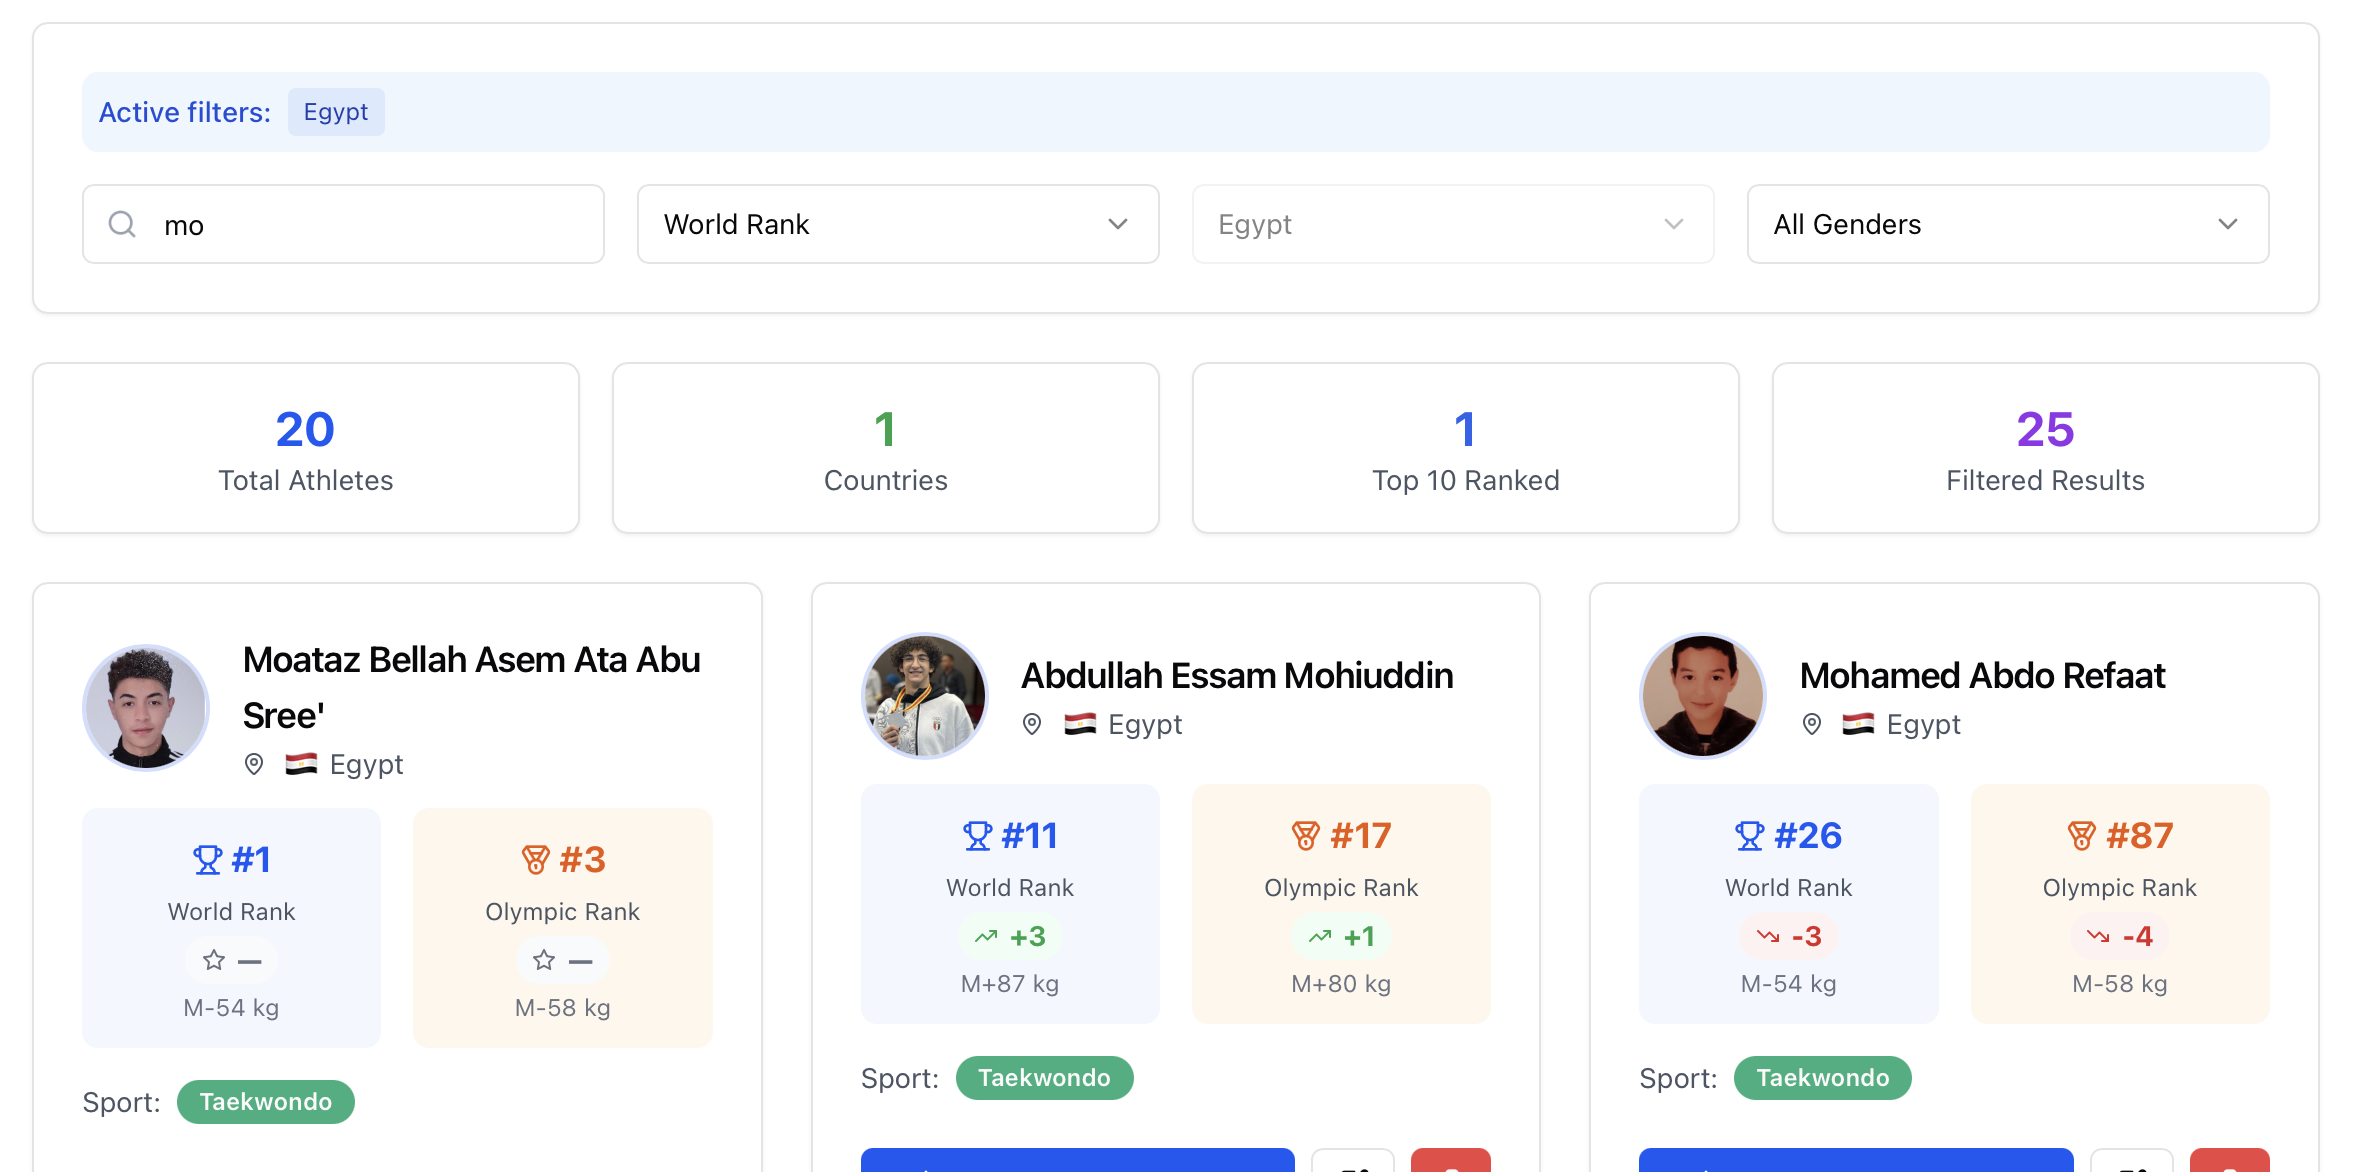 Active filters: Egypt
mo
World Rank
Egypt
All Genders
20
Total Athletes
1
Countries
1
Top 10 Ranked
25
Filtered Results
Moataz Bellah Asem Ata Abu
Sree'
Egypt
#1
World Rank
—
M-54 kg
#3
Olympic Rank
—
M-58 kg
Sport: Taekwondo
Abdullah Essam Mohiuddin
Egypt
#11
World Rank
+3
M+87 kg
#17
Olympic Rank
+1
M+80 kg
Sport: Taekwondo
Mohamed Abdo Refaat
Egypt
#26
World Rank
-3
M-54 kg
#87
Olympic Rank
-4
M-58 kg
Sport: Taekwondo